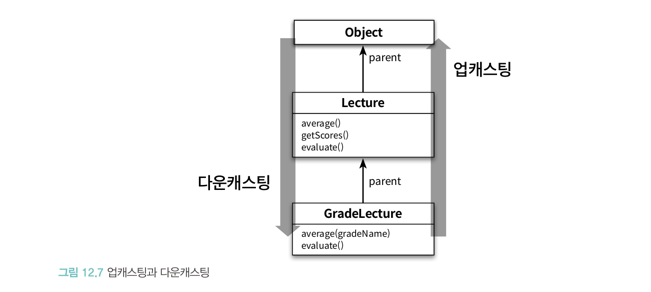 Object
parent
업캐스팅
Lecture
average()
getScores()
evaluate()
다운캐스팅
parent
GradeLecture
average(gradeName)
evaluate()
그림 12.7 업캐스팅과 다운캐스팅